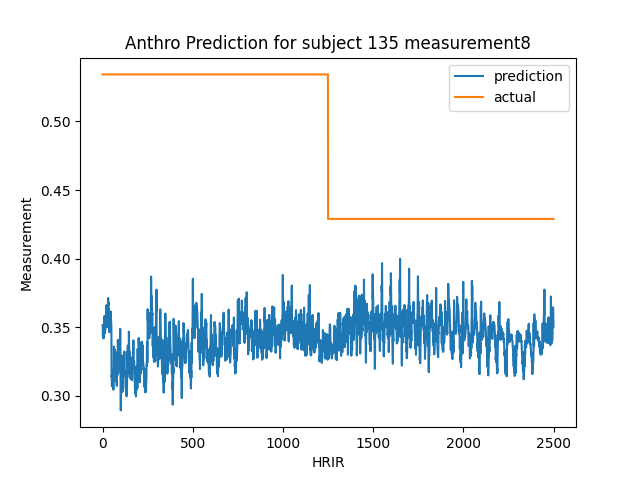 Anthro Prediction for subject 135 measurement8
prediction
actual
Measurement
0.50
0.45
0.40
0.35
0.30
0
500
1000
1500
2000
2500
HRIR